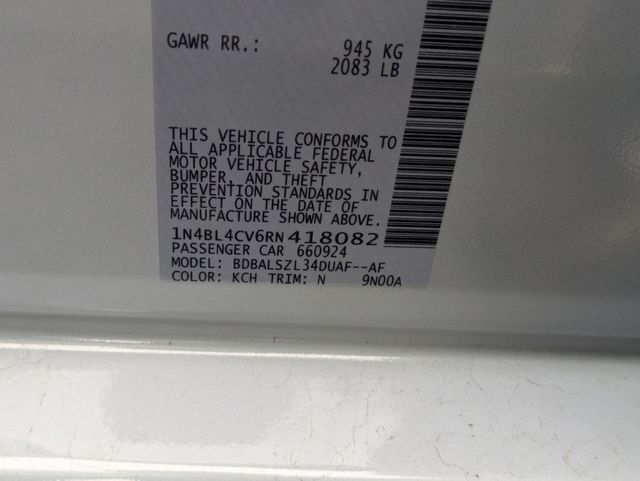 GAWR RR.: 945 KG
2083 LB
THIS VEHICLE CONFORMS TO
ALL APPLICABLE FEDERAL
MOTOR VEHICLE SAFETY,
BUMPER, AND THEFT
PREVENTION STANDARDS IN
EFFECT ON THE DATE OF
MANUFACTURE SHOWN ABOVE.
1N4BL4CV6RN418082
PASSENGER CAR 660924
MODEL: BDBALSZL34DUAF--AF
COLOR: KCH TRIM: N 9N00A